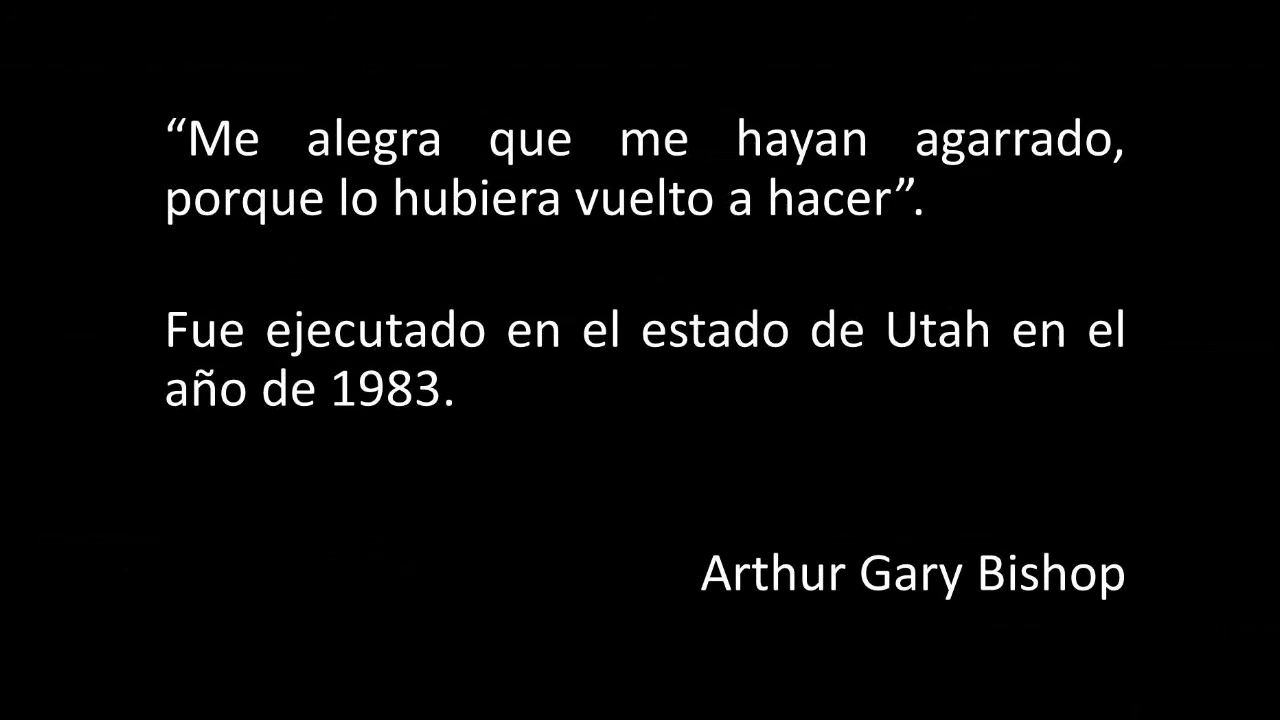 “Me alegra que me hayan agarrado,
porque lo hubiera vuelto a hacer”.
Fue ejecutado en el estado de Utah en el
año de 1983.
Arthur Gary Bishop